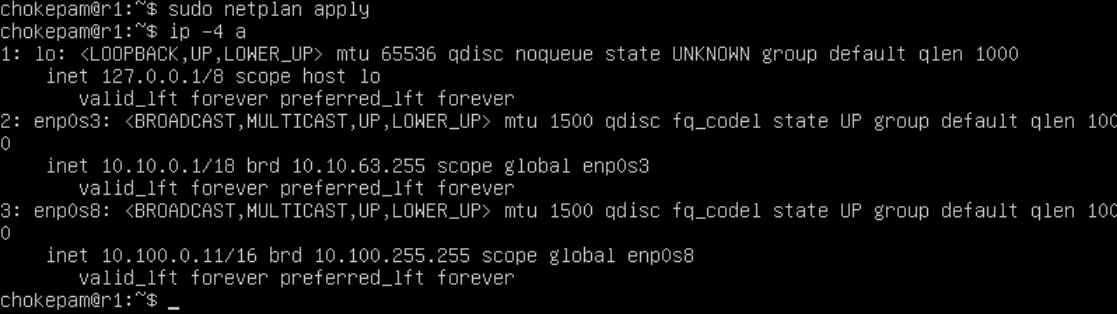 chokepam@r1:~$ sudo netplan apply
chokepam@r1:~$ ip -4 a
1: lo: <LOOPBACK,UP,LOWER_UP> mtu 65536 qdisc noqueue state UNKNOWN group default qlen 1000
    inet 127.0.0.1/8 scope host lo
       valid_lft forever preferred_lft forever
2: enp0s3: <BROADCAST,MULTICAST,UP,LOWER_UP> mtu 1500 qdisc fq_codel state UP group default qlen 100
0
    inet 10.10.0.1/18 brd 10.10.63.255 scope global enp0s3
       valid_lft forever preferred_lft forever
3: enp0s8: <BROADCAST,MULTICAST,UP,LOWER_UP> mtu 1500 qdisc fq_codel state UP group default qlen 100
0
    inet 10.100.0.11/16 brd 10.100.255.255 scope global enp0s8
       valid_lft forever preferred_lft forever
chokepam@r1:~$ _